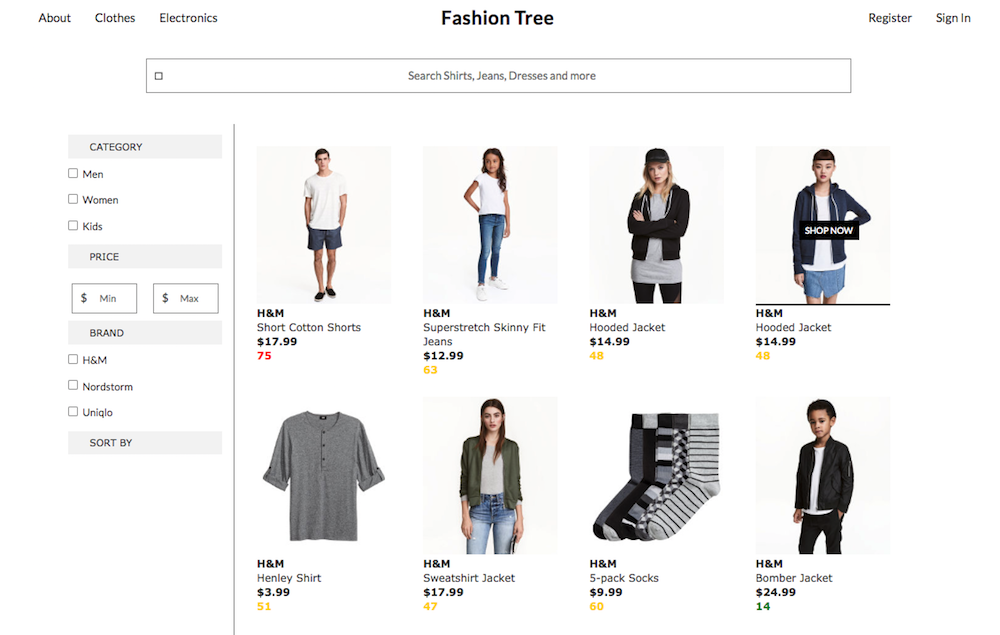 About Clothes Electronics Fashion Tree Register Sign In
Search Shirts, Jeans, Dresses and more
CATEGORY
Men
Women
Kids
PRICE
$ Min $ Max
BRAND
H&M
Nordstorm
Uniqlo
SORT BY
SHOP NOW
H&M
Short Cotton Shorts
$17.99
75
H&M
Superstretch Skinny Fit
Jeans
$12.99
63
H&M
Hooded Jacket
$14.99
48
H&M
Hooded Jacket
$14.99
48
H&M
Henley Shirt
$3.99
51
H&M
Sweatshirt Jacket
$17.99
47
H&M
5-pack Socks
$9.99
60
H&M
Bomber Jacket
$24.99
14